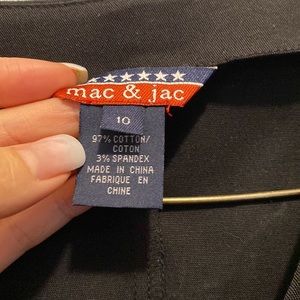 mac & jac
10
97% COTTON/
COTON
3% SPANDEX
MADE IN CHINA
FABRIQUE EN
CHINE